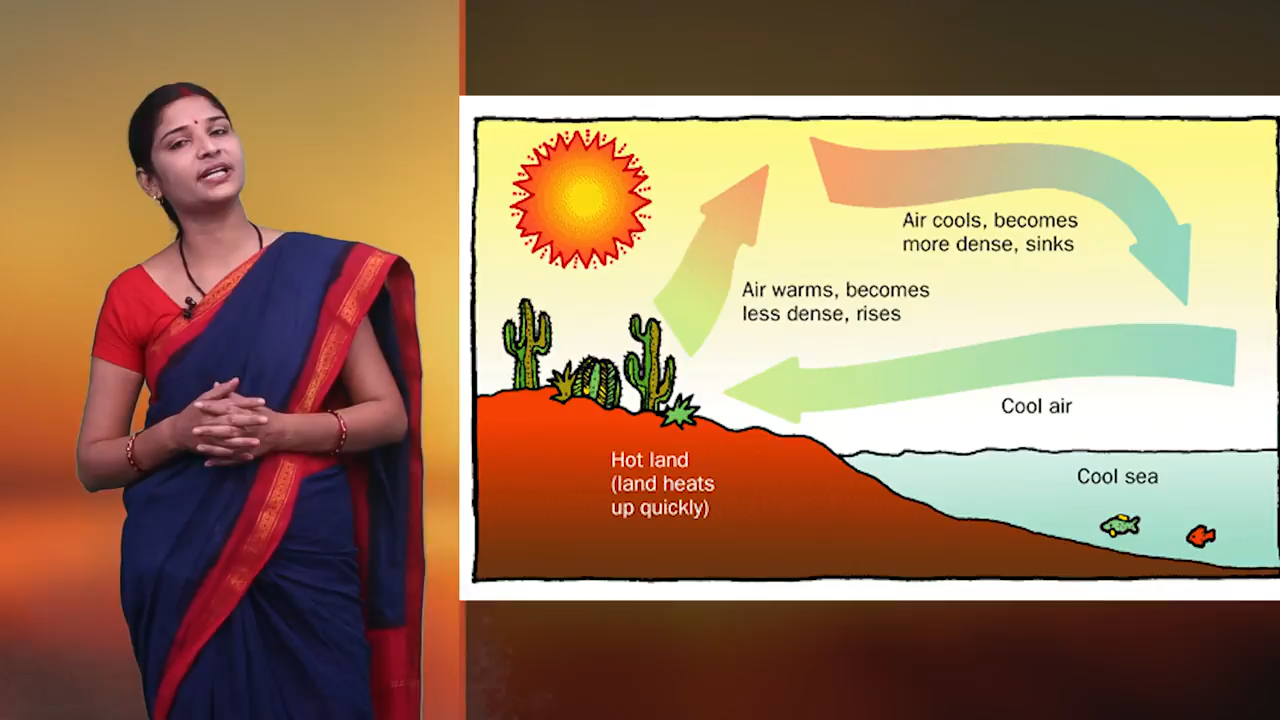 Air cools, becomes
more dense, sinks
Air warms, becomes
less dense, rises
Cool air
Hot land
(land heats
up quickly)
Cool sea